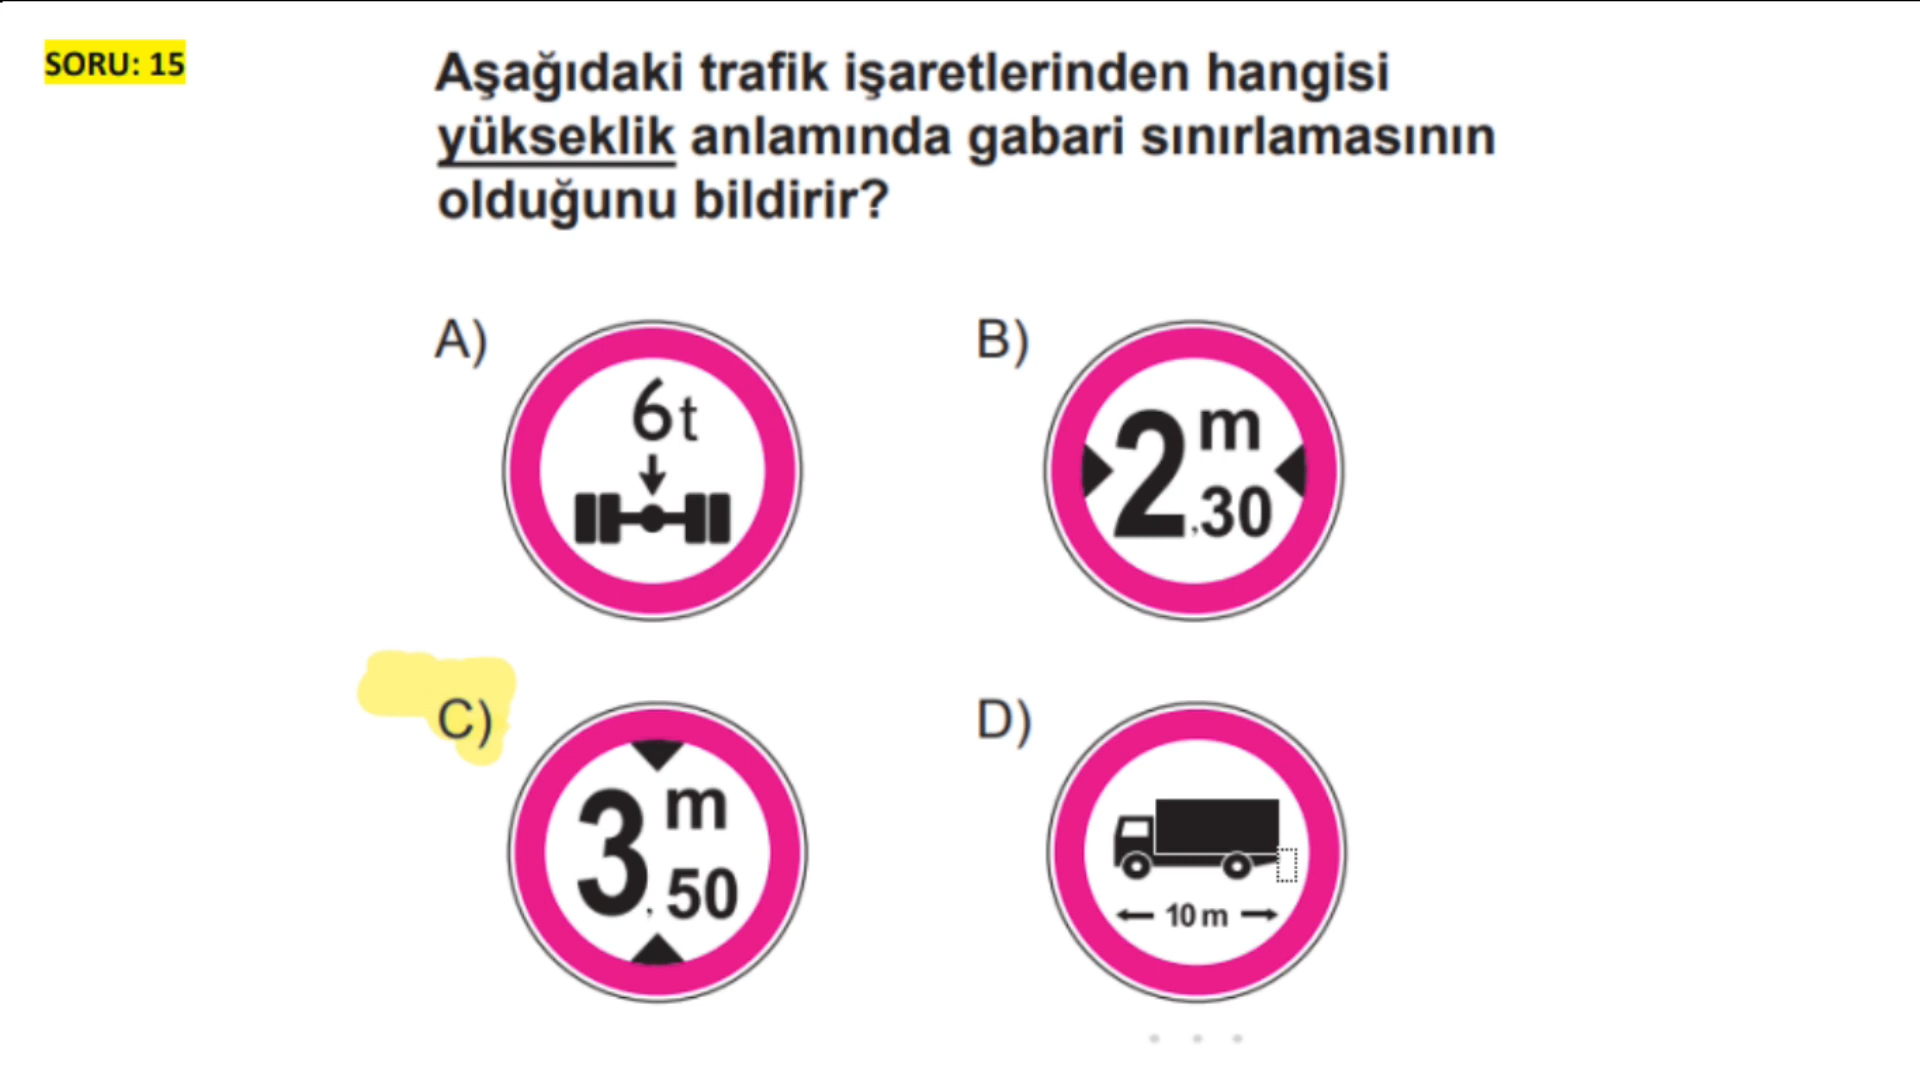 SORU: 15
Aşağıdaki trafik işaretlerinden hangisi
yükseklik anlamında gabari sınırlamasının
olduğunu bildirir?
A)
6t
B)
2,30 m
C)
3,50 m
D)
10 m